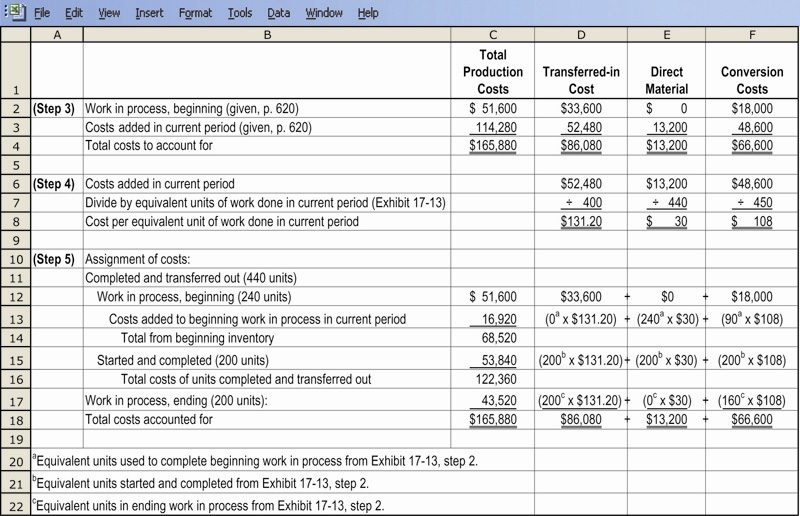 File Edit View Insert Format Tools Data Window Help
A B C D E F
1 Total Production Costs Transferred-in Cost Direct Material Conversion Costs
2 (Step 3) Work in process, beginning (given, p. 620) $ 51,600 $33,600 $ 0 $18,000
3 Costs added in current period (given, p. 620) 114,280 52,480 13,200 48,600
4 Total costs to account for $165,880 $86,080 $13,200 $66,600
5
6 (Step 4) Costs added in current period $52,480 $13,200 $48,600
7 Divide by equivalent units of work done in current period (Exhibit 17-13) ÷ 400 ÷ 440 ÷ 450
8 Cost per equivalent unit of work done in current period $131.20 $ 30 $ 108
9
10 (Step 5) Assignment of costs:
11 Completed and transferred out (440 units)
12 Work in process, beginning (240 units) $ 51,600 $33,600 + $0 + $18,000
13 Costs added to beginning work in process in current period 16,920 (0ᵃ x $131.20) + (240ᵃ x $30) + (90ᵃ x $108)
14 Total from beginning inventory 68,520
15 Started and completed (200 units) 53,840 (200ᵇ x $131.20) + (200ᵇ x $30) + (200ᵇ x $108)
16 Total costs of units completed and transferred out 122,360
17 Work in process, ending (200 units): 43,520 (200ᶜ x $131.20) + (0ᶜ x $30) + (160ᶜ x $108)
18 Total costs accounted for $165,880 $86,080 + $13,200 + $66,600
19
20 ᵃEquivalent units used to complete beginning work in process from Exhibit 17-13, step 2.
21 ᵇEquivalent units started and completed from Exhibit 17-13, step 2.
22 ᶜEquivalent units in ending work in process from Exhibit 17-13, step 2.